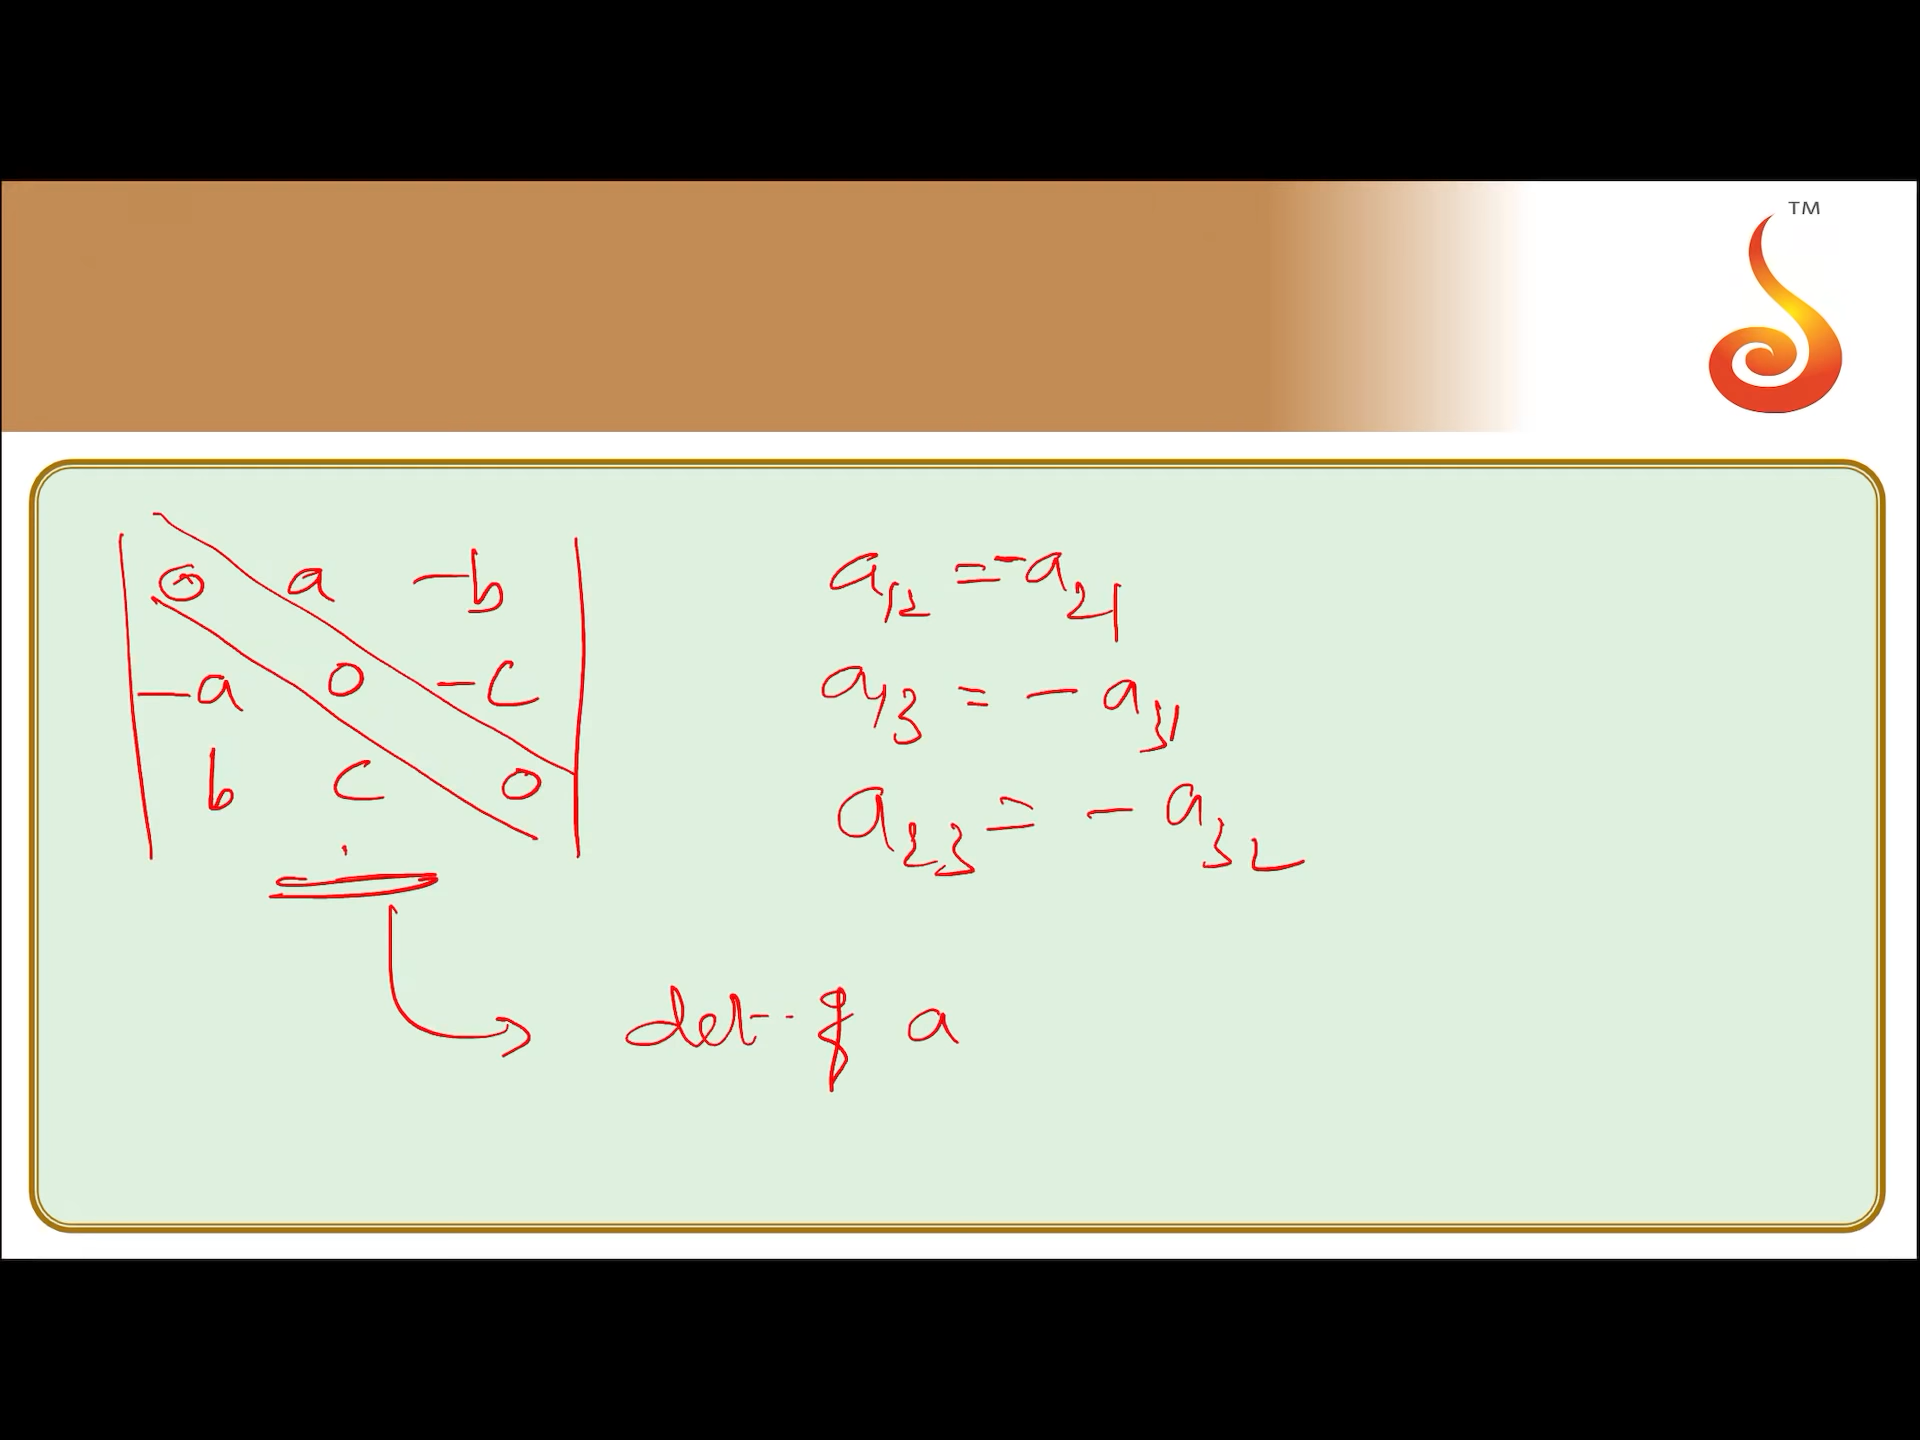 TM
0 a -b
-a 0 -c
b c 0
a12 = -a21
a13 = -a31
a23 = -a32
det. of a